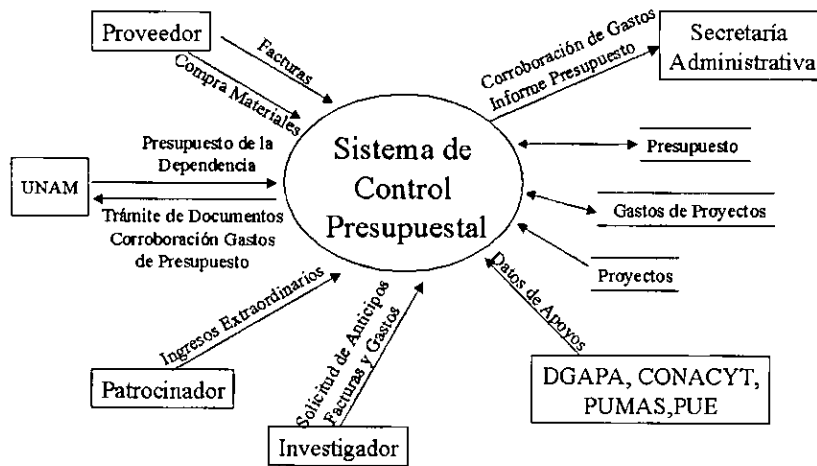 Proveedor
Facturas
Compra Materiales
Corroboración de Gastos
Informe Presupuesto
Secretaría
Administrativa
Presupuesto de la
Dependencia
UNAM
Trámite de Documentos
Corroboración Gastos
de Presupuesto
Sistema de
Control
Presupuestal
Presupuesto
Gastos de Proyectos
Proyectos
Ingresos Extraordinarios
Patrocinador
Solicitud de Anticipos
Facturas y Gastos
Investigador
Datos de Apoyos
DGAPA, CONACYT,
PUMAS,PUE